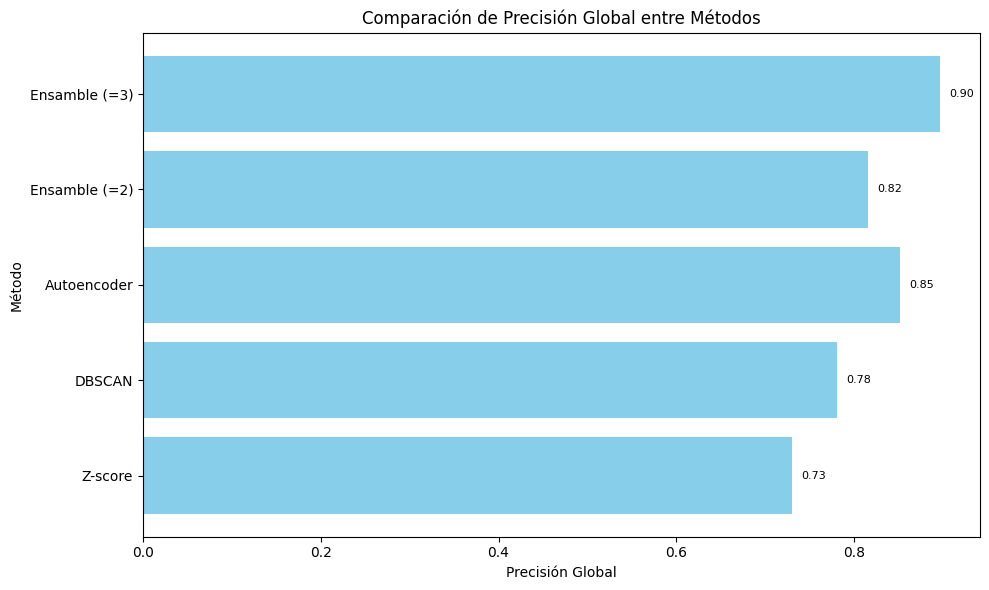 Comparación de Precisión Global entre Métodos
Ensamble (=3)
0.90
Ensamble (=2)
0.82
Autoencoder
0.85
DBSCAN
0.78
Z-score
0.73
Método
0.0 0.2 0.4 0.6 0.8
Precisión Global